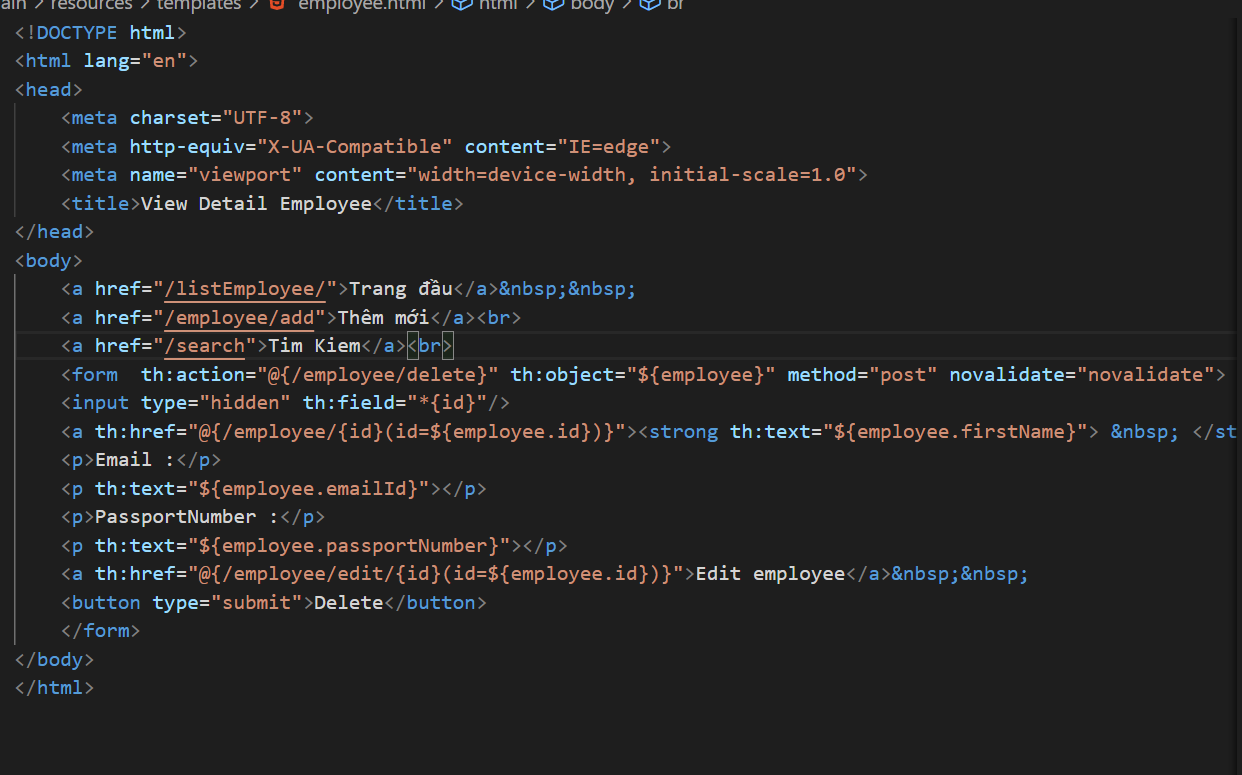 ain > resources > templates > employee.html > html > body > br
<!DOCTYPE html>
<html lang="en">
<head>
    <meta charset="UTF-8">
    <meta http-equiv="X-UA-Compatible" content="IE=edge">
    <meta name="viewport" content="width=device-width, initial-scale=1.0">
    <title>View Detail Employee</title>
</head>
<body>
    <a href="/listEmployee/">Trang đầu</a>&nbsp;&nbsp;
    <a href="/employee/add">Thêm mới</a><br>
    <a href="/search">Tim Kiem</a><br>
    <form  th:action="@{/employee/delete}" th:object="${employee}" method="post" novalidate="novalidate">
    <input type="hidden" th:field="*{id}"/>
    <a th:href="@{/employee/{id}(id=${employee.id})}"><strong th:text="${employee.firstName}"> &nbsp; </st
    <p>Email :</p>
    <p th:text="${employee.emailId}"></p>
    <p>PassportNumber :</p>
    <p th:text="${employee.passportNumber}"></p>
    <a th:href="@{/employee/edit/{id}(id=${employee.id})}">Edit employee</a>&nbsp;&nbsp;
    <button type="submit">Delete</button>
    </form>
</body>
</html>